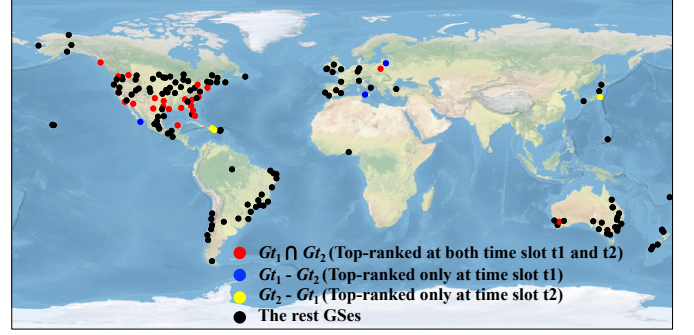 Gt₁ ⋂ Gt₂ (Top-ranked at both time slot t1 and t2)
Gt₁ - Gt₂ (Top-ranked only at time slot t1)
Gt₂ - Gt₁ (Top-ranked only at time slot t2)
The rest GSes